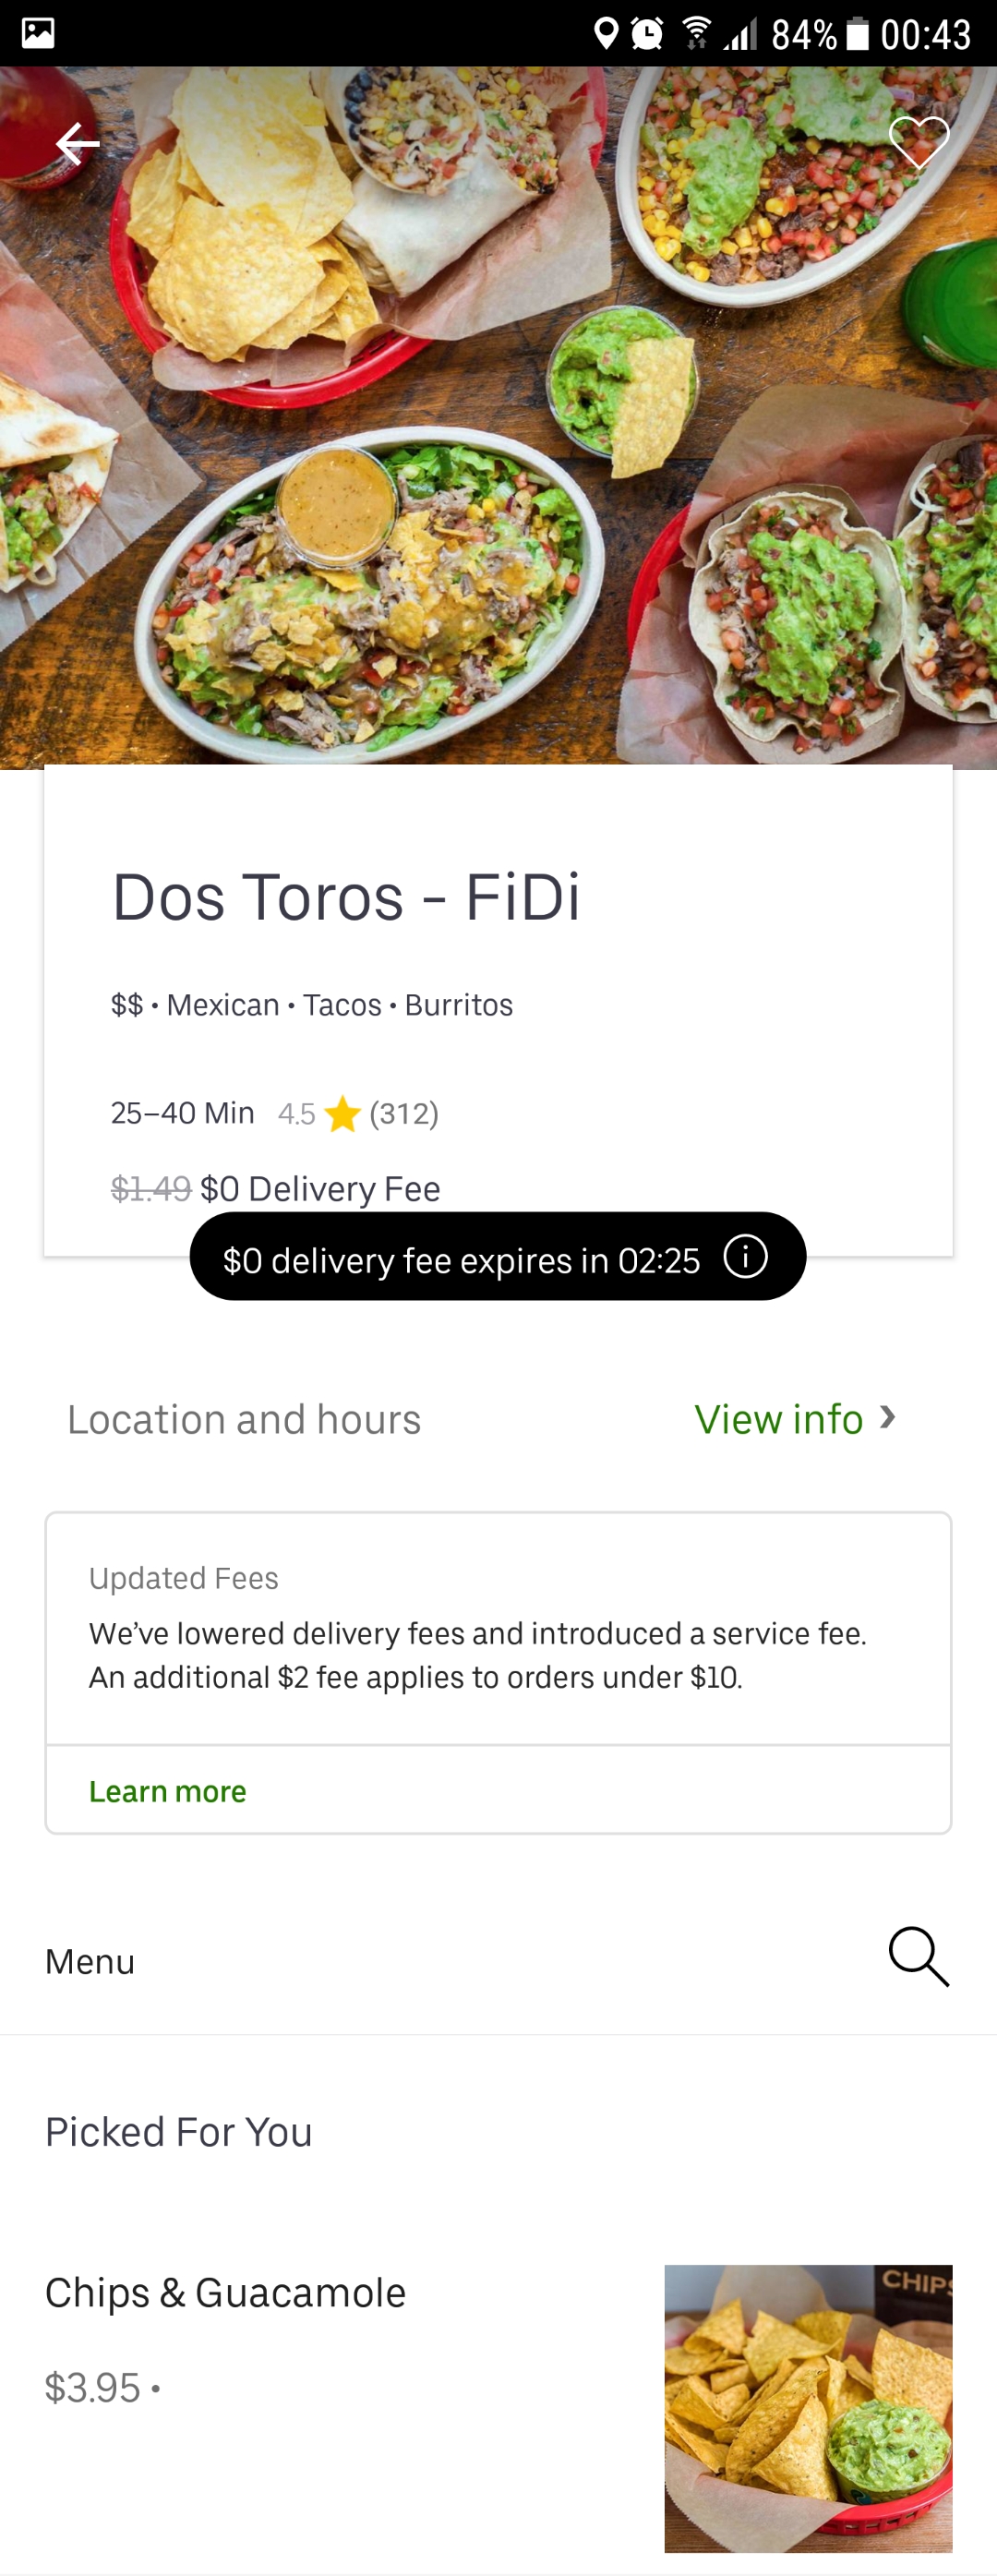 84% 00:43
Dos Toros - FiDi
$$ • Mexican • Tacos • Burritos
25–40 Min 4.5 (312)
$1.49 $0 Delivery Fee
$0 delivery fee expires in 02:25
Location and hours View info
Updated Fees
We've lowered delivery fees and introduced a service fee.
An additional $2 fee applies to orders under $10.
Learn more
Menu
Picked For You
CHIPS
Chips & Guacamole
$3.95 •